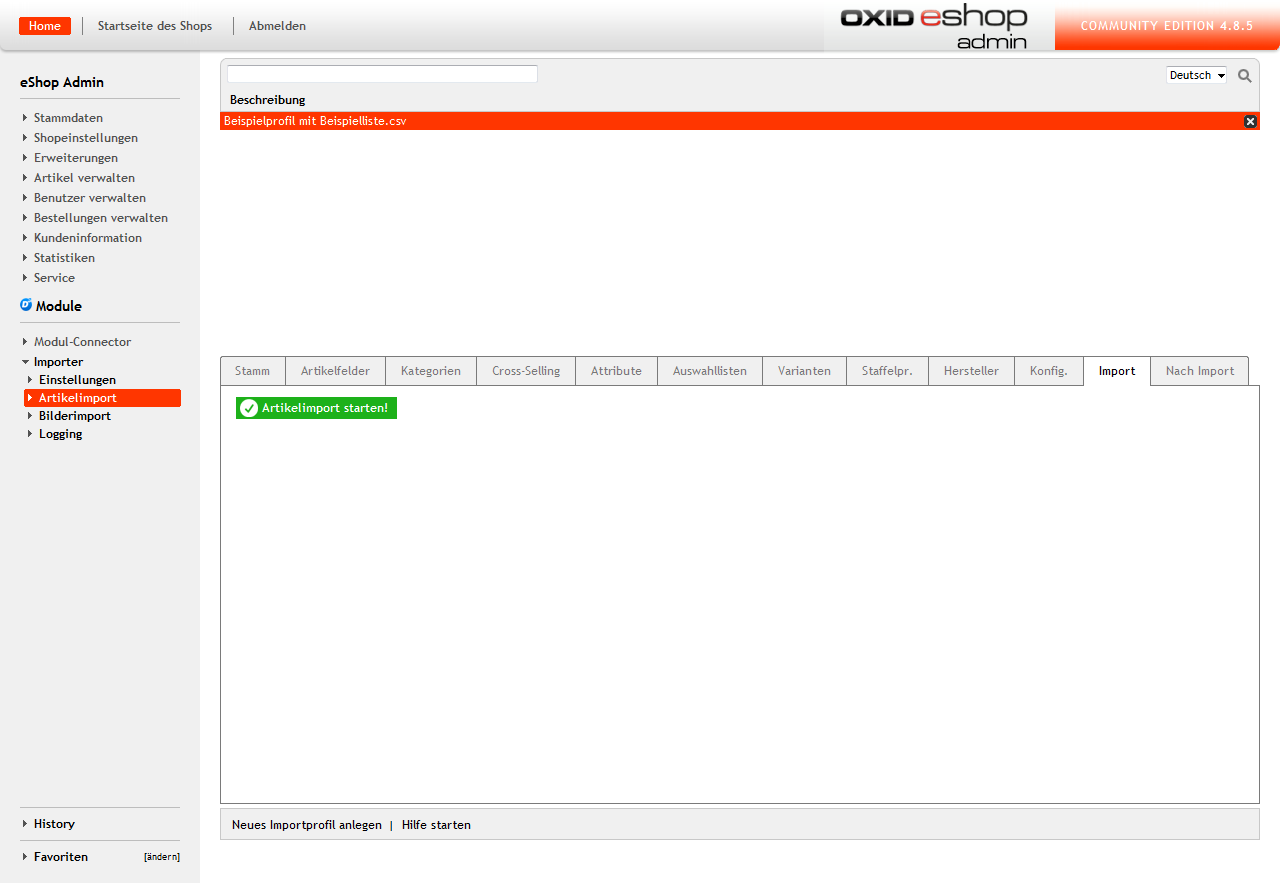 Home | Startseite des Shops | Abmelden
OXID eshop
admin
COMMUNITY EDITION 4.8.5
eShop Admin
Stammdaten
Shopeinstellungen
Erweiterungen
Artikel verwalten
Benutzer verwalten
Bestellungen verwalten
Kundeninformation
Statistiken
Service
Module
Modul-Connector
Importer
Einstellungen
Artikelimport
Bilderimport
Logging
History
Favoriten [ändern]
Deutsch
Beschreibung
Beispielprofil mit Beispielliste.csv
Stamm Artikelfelder Kategorien Cross-Selling Attribute Auswahllisten Varianten Staffelpr. Hersteller Konfig. Import Nach Import
Artikelimport starten!
Neues Importprofil anlegen | Hilfe starten